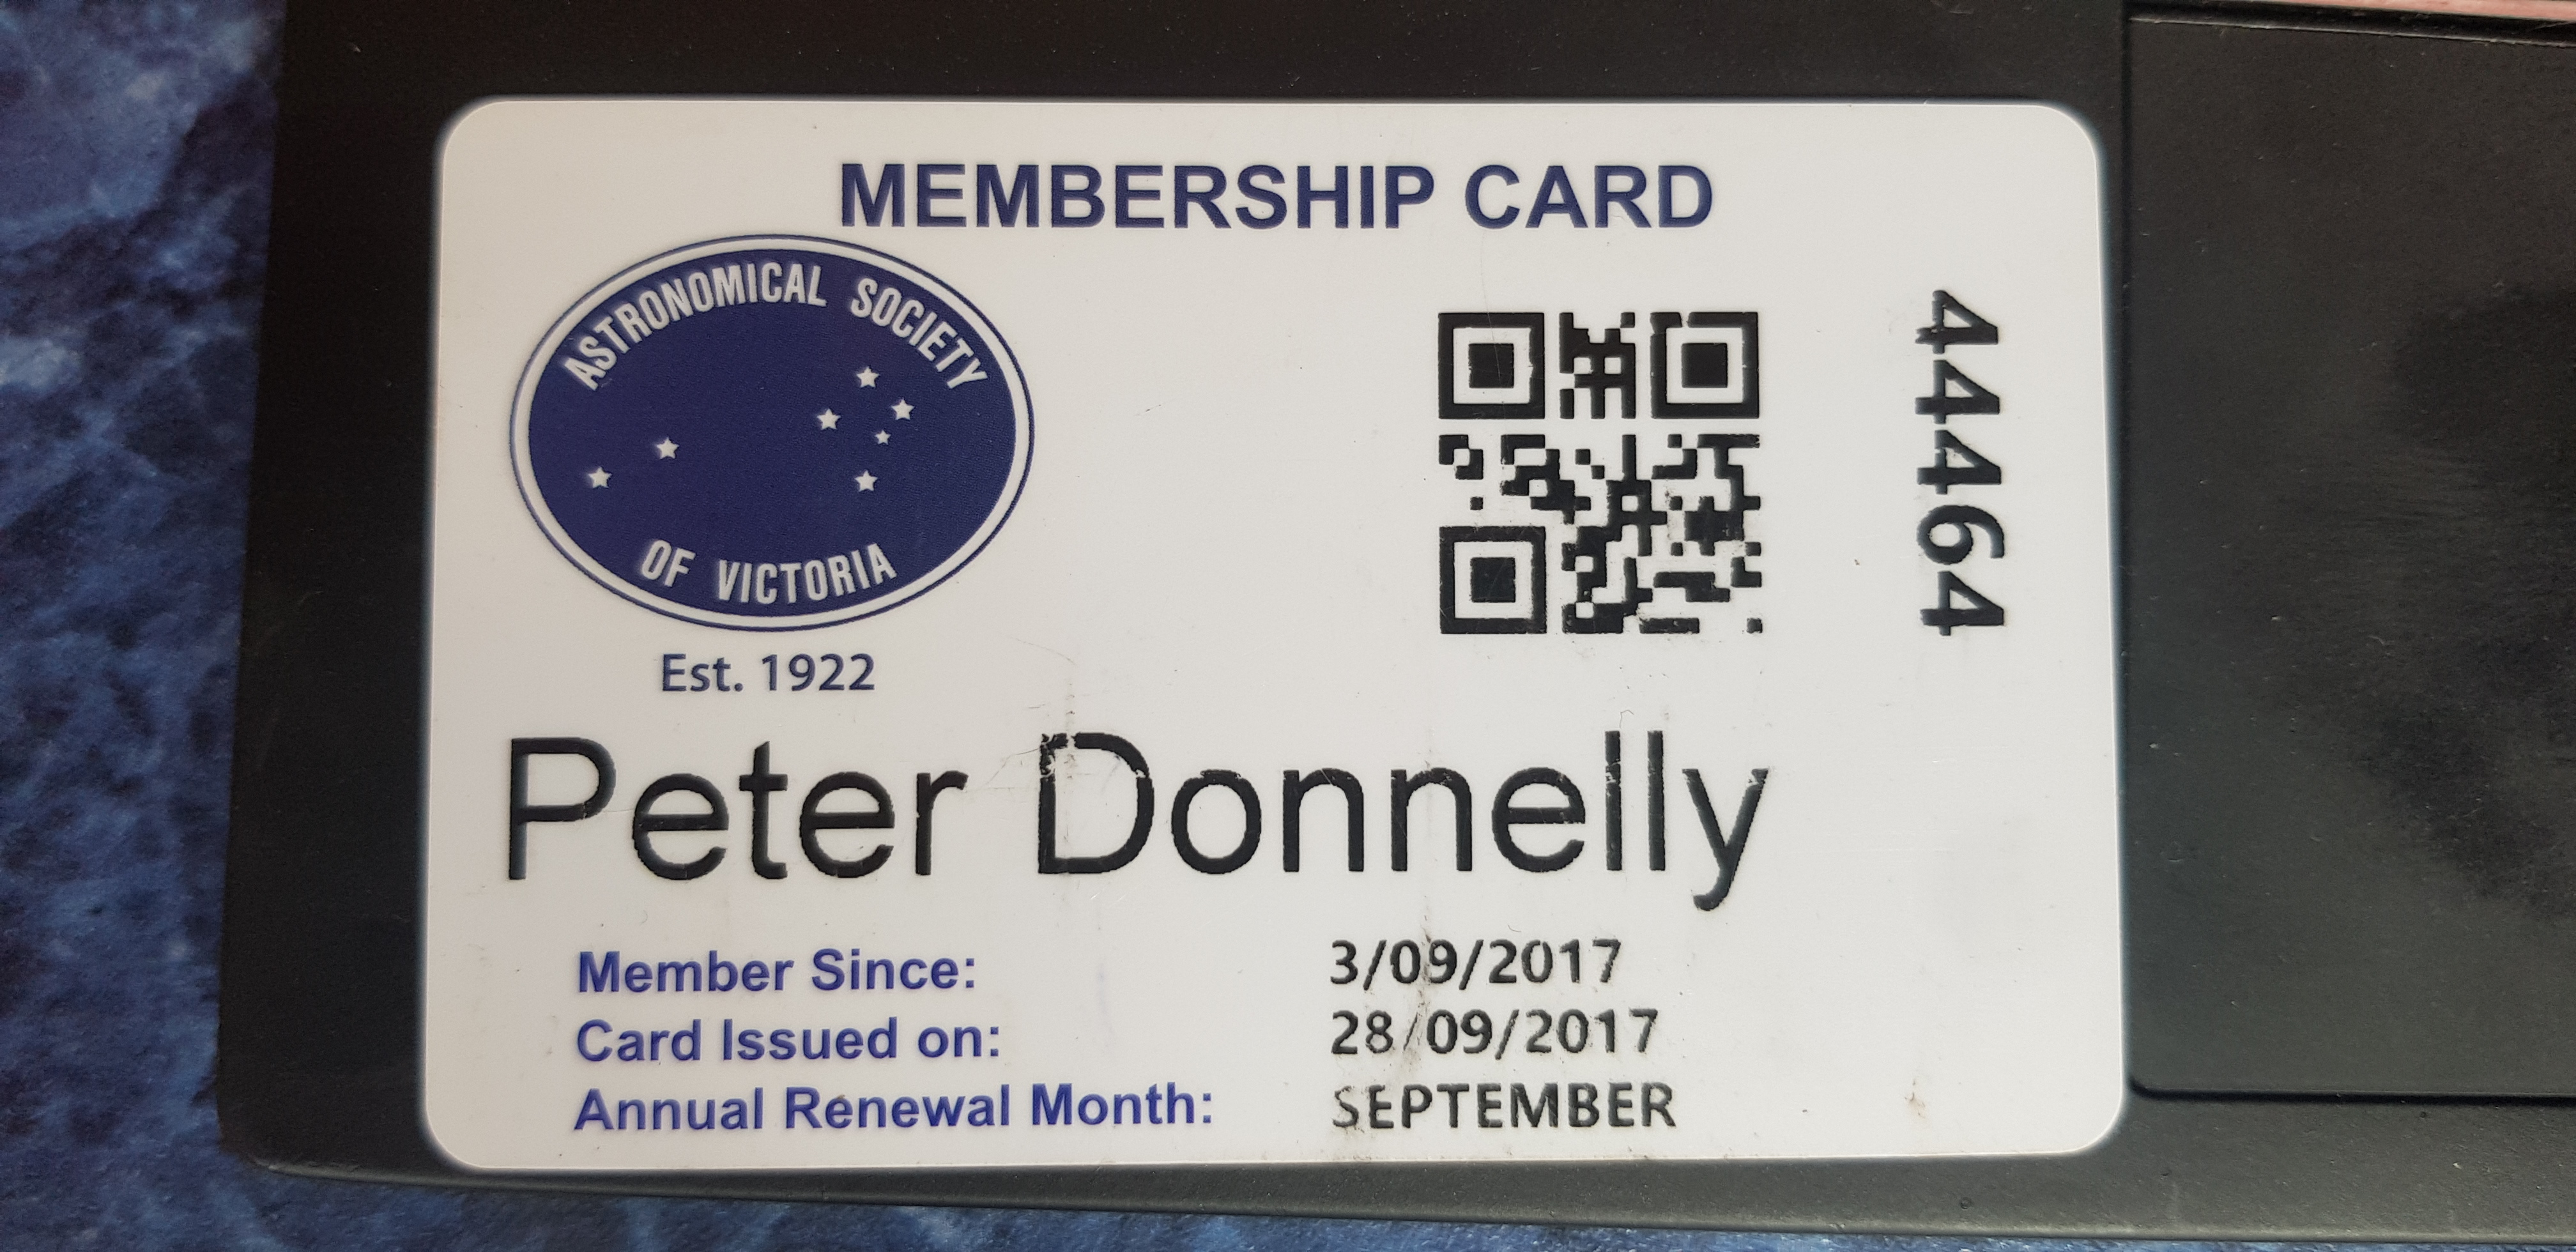 MEMBERSHIP CARD
ASTRONOMICAL SOCIETY
OF VICTORIA
44464
Est. 1922
Peter Donnelly
Member Since: 3/09/2017
Card Issued on: 28/09/2017
Annual Renewal Month: SEPTEMBER